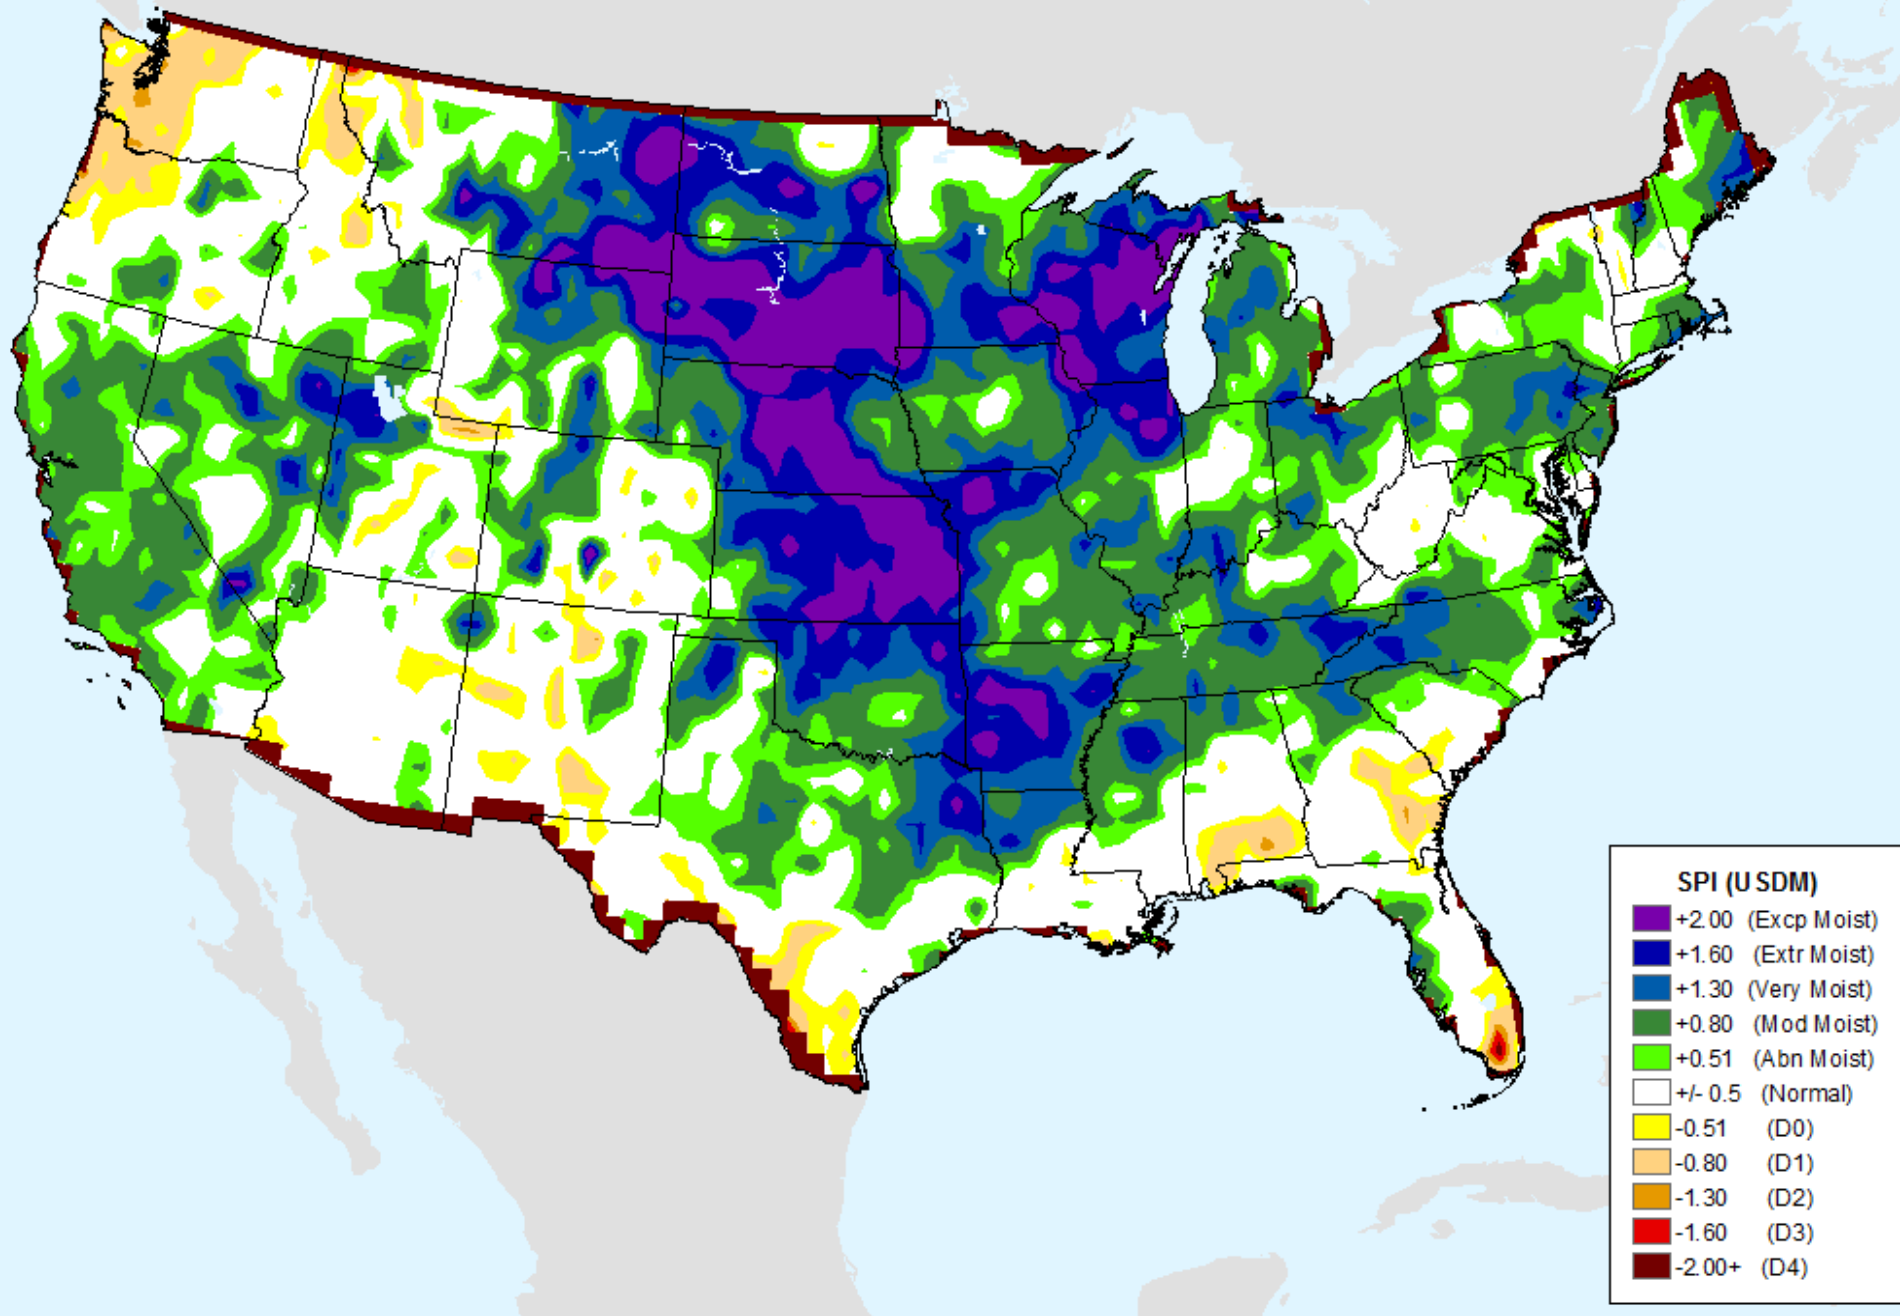 SPI (USDM)
+2.00 (Excp Moist)
+1.60 (Extr Moist)
+1.30 (Very Moist)
+0.80 (Mod Moist)
+0.51 (Abn Moist)
+/- 0.5 (Normal)
-0.51 (D0)
-0.80 (D1)
-1.30 (D2)
-1.60 (D3)
-2.00+ (D4)